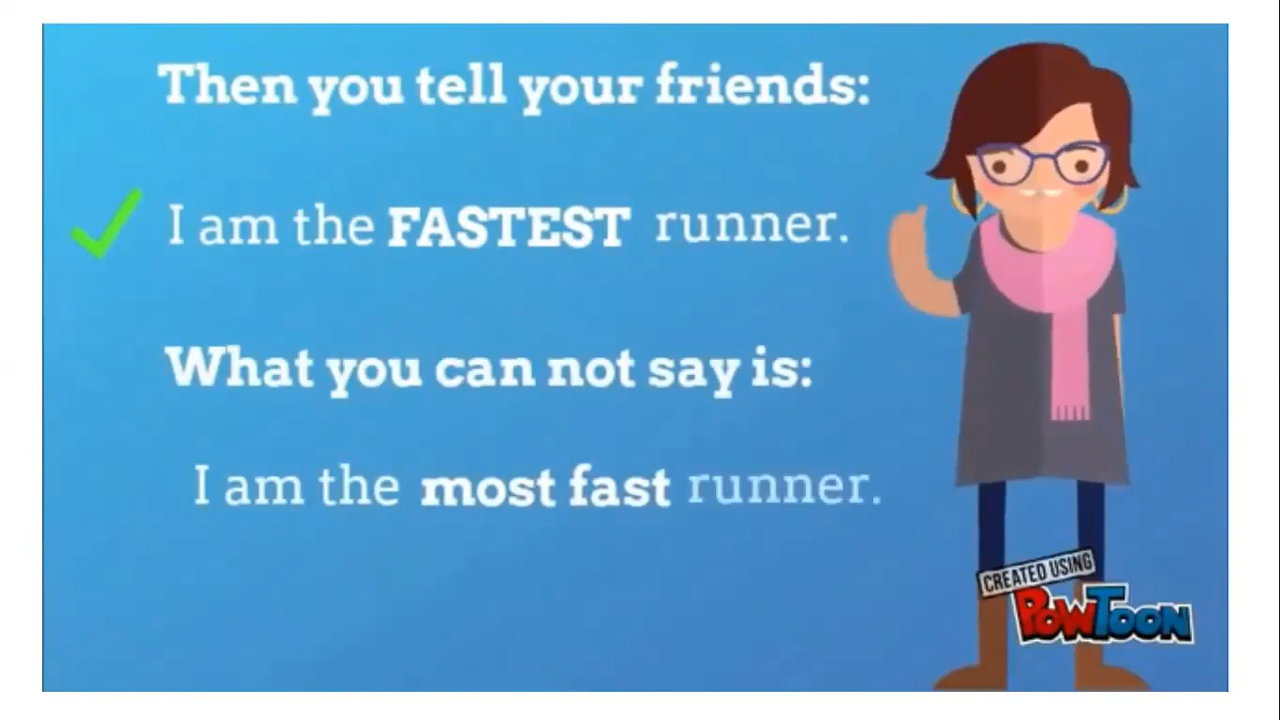 Then you tell your friends:
I am the FASTEST runner.
What you can not say is:
I am the most fast runner.
CREATED USING
POWTOON